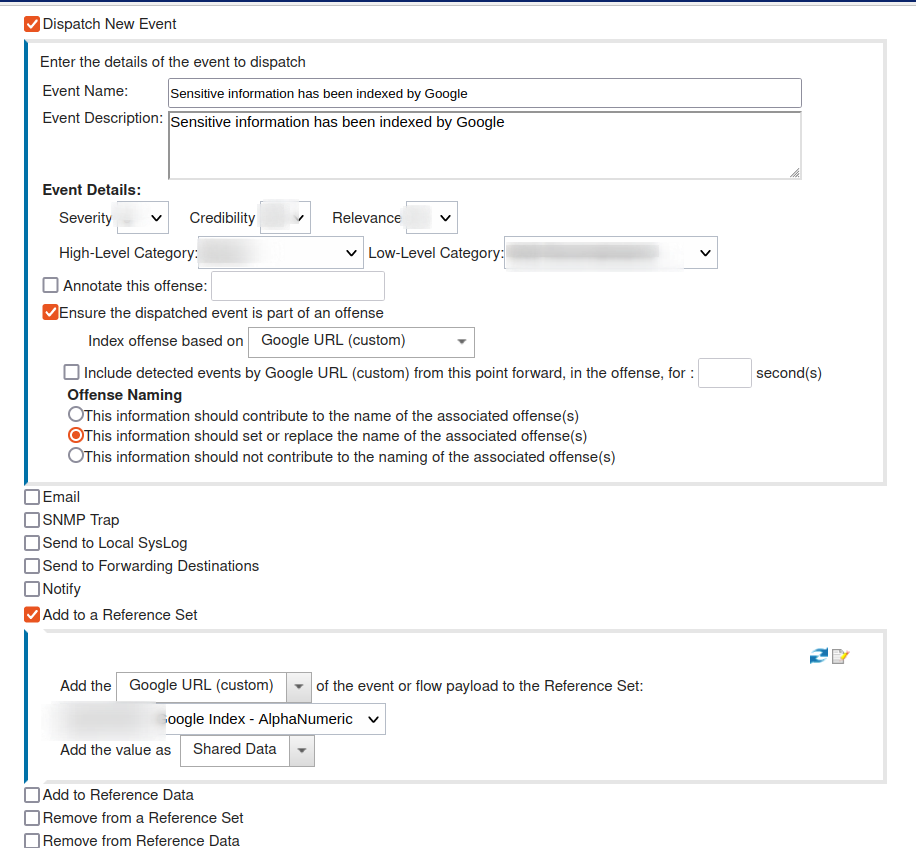 Dispatch New Event
Enter the details of the event to dispatch
Event Name: Sensitive information has been indexed by Google
Event Description: Sensitive information has been indexed by Google
Event Details:
Severity Credibility Relevance
High-Level Category: Low-Level Category:
Annotate this offense:
Ensure the dispatched event is part of an offense
Index offense based on Google URL (custom)
Include detected events by Google URL (custom) from this point forward, in the offense, for : second(s)
Offense Naming
This information should contribute to the name of the associated offense(s)
This information should set or replace the name of the associated offense(s)
This information should not contribute to the naming of the associated offense(s)
Email
SNMP Trap
Send to Local SysLog
Send to Forwarding Destinations
Notify
Add to a Reference Set
Add the Google URL (custom) of the event or flow payload to the Reference Set:
Google Index - AlphaNumeric
Add the value as Shared Data
Add to Reference Data
Remove from a Reference Set
Remove from Reference Data